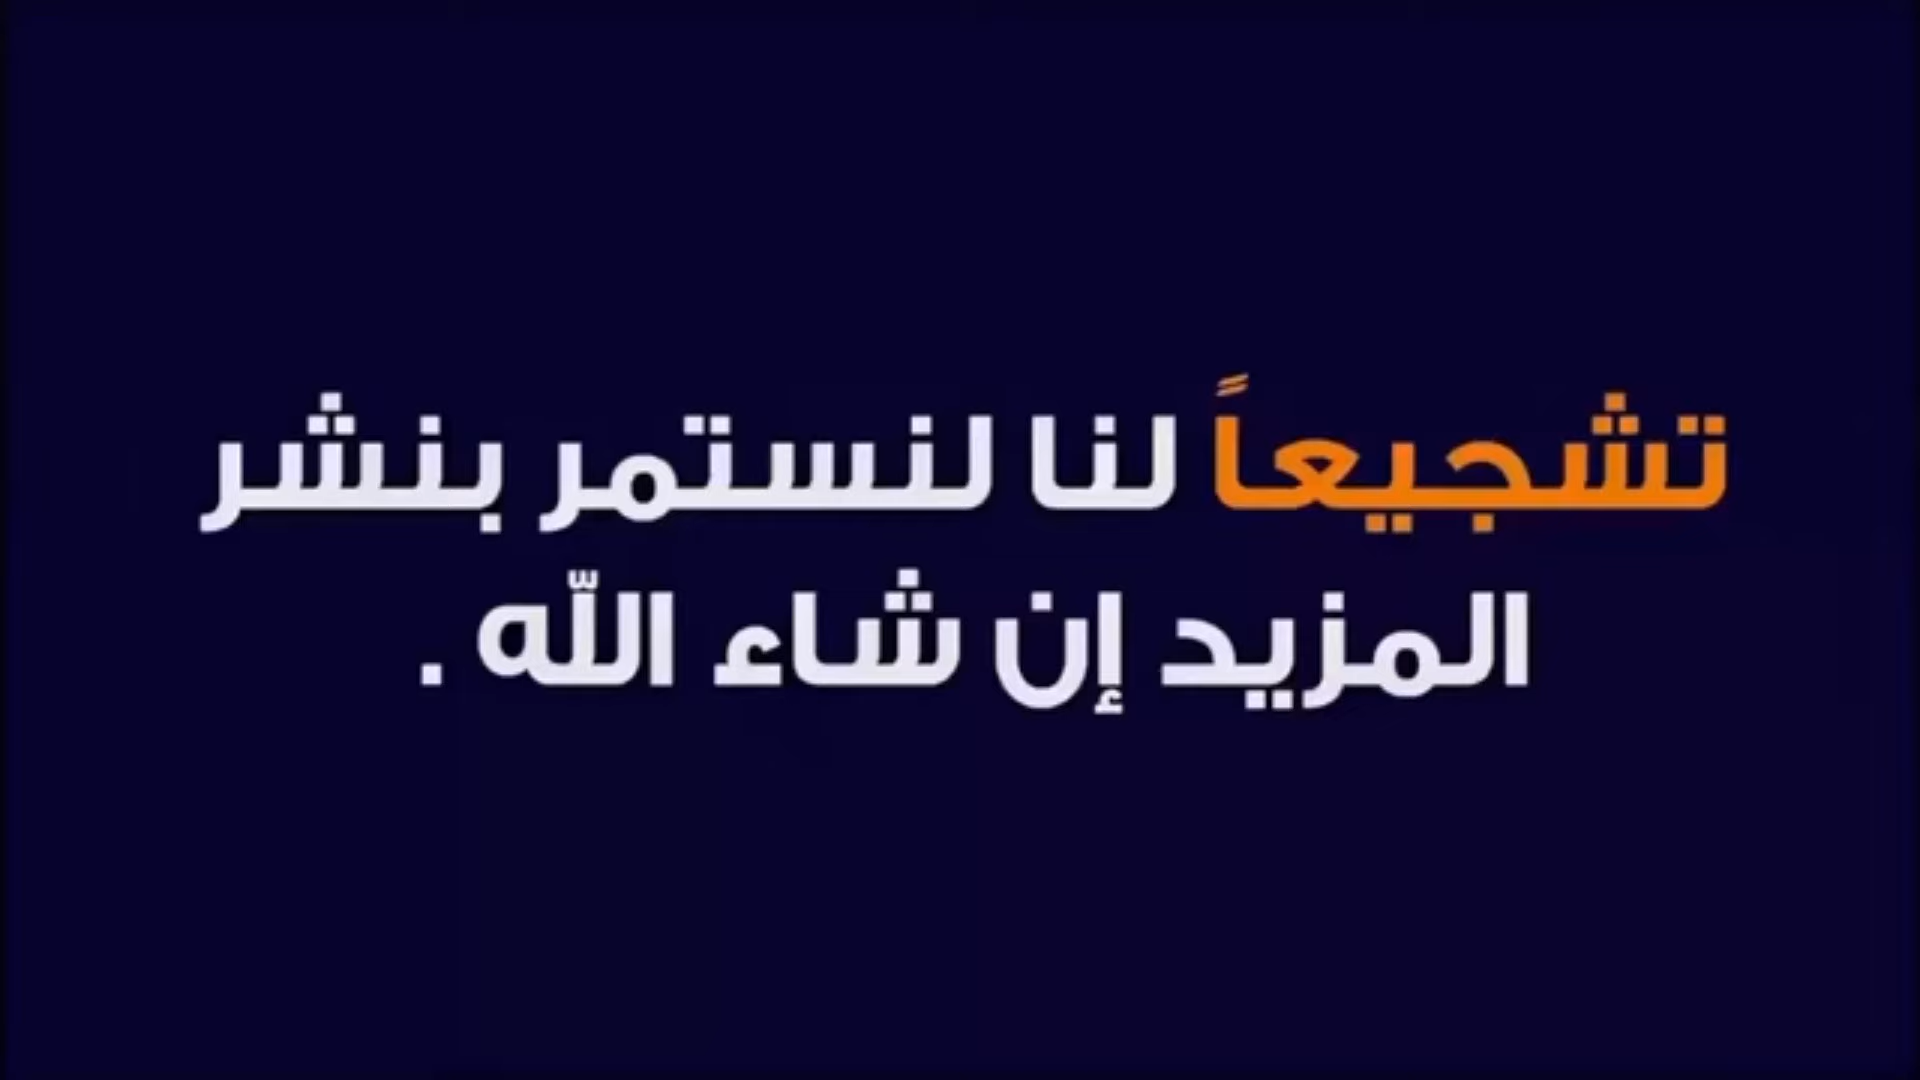 تشجيعاً لنا لنستمر بنشر
المزيد إن شاء اللّه .